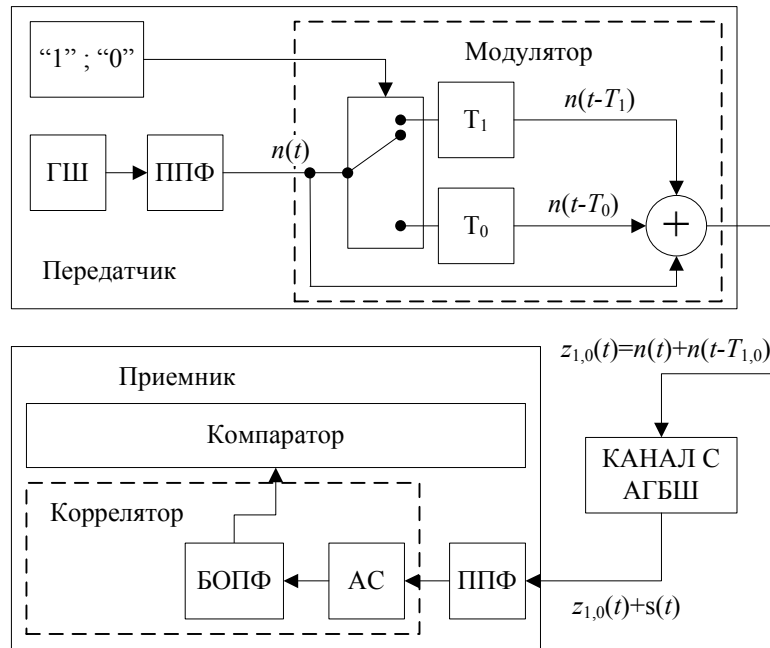 “1” ; “0”
Модулятор
n(t-T₁)
T₁
n(t)
ГШ
ППФ
n(t-T₀)
T₀
+
Передатчик
z₁,₀(t)=n(t)+n(t-T₁,₀)
Приемник
Компаратор
КАНАЛ С
АГБШ
Коррелятор
БОПФ
АС
ППФ
z₁,₀(t)+s(t)